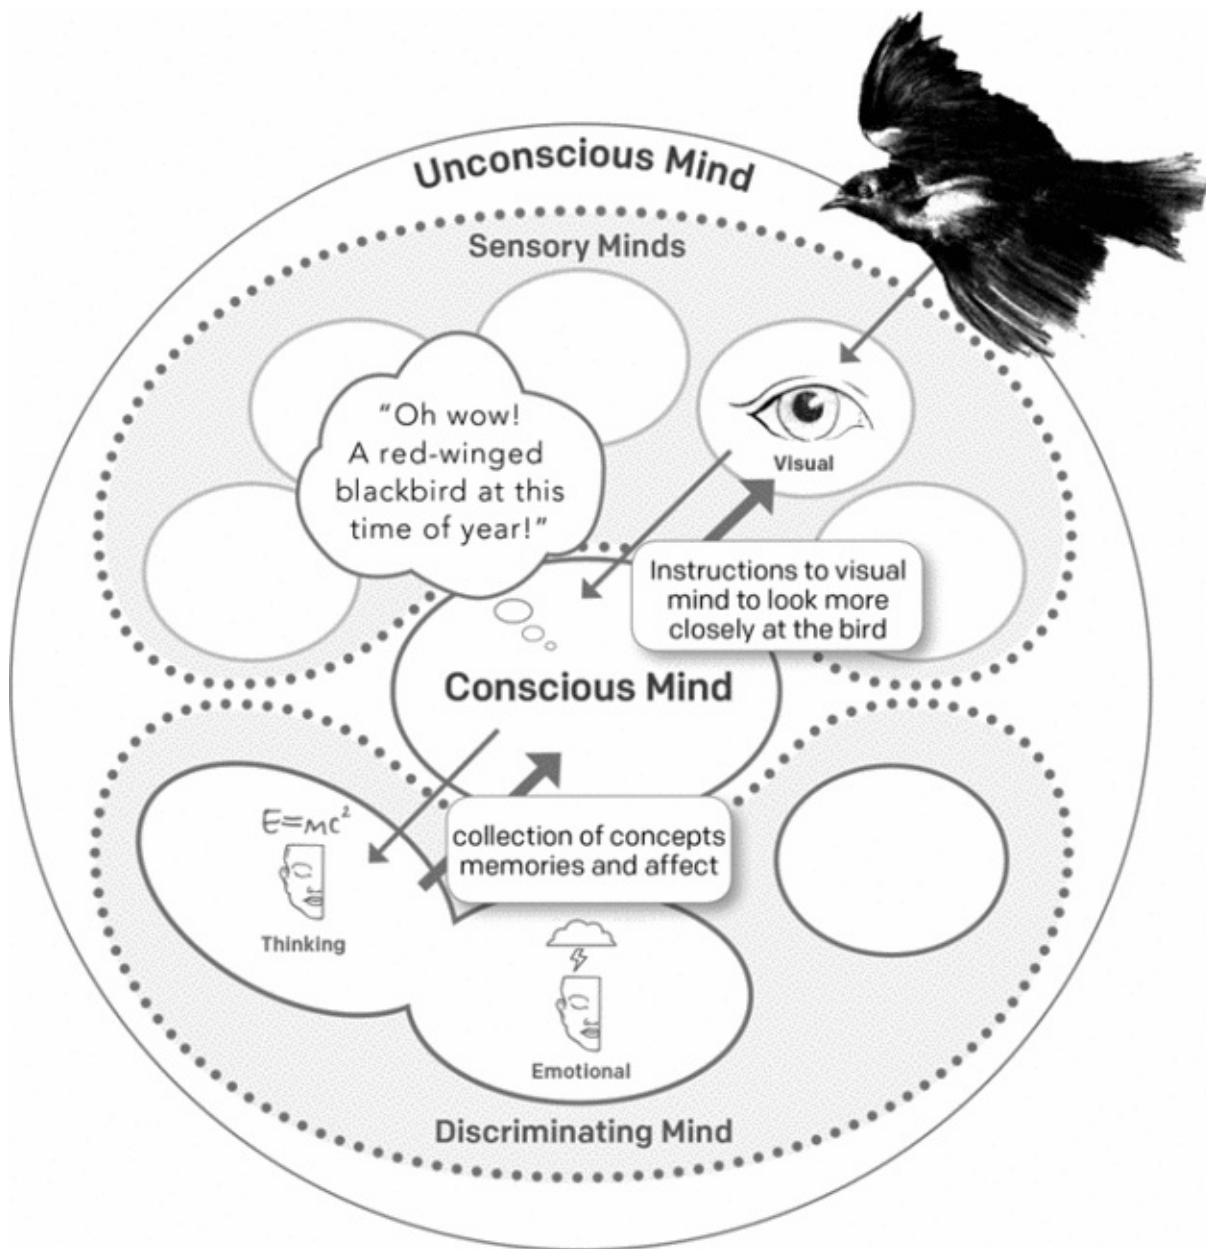 Unconscious Mind
Sensory Minds
“Oh wow!
A red-winged
blackbird at this
time of year!”
Visual
Instructions to visual
mind to look more
closely at the bird
Conscious Mind
collection of concepts
memories and affect
E=mc²
Thinking
Emotional
Discriminating Mind